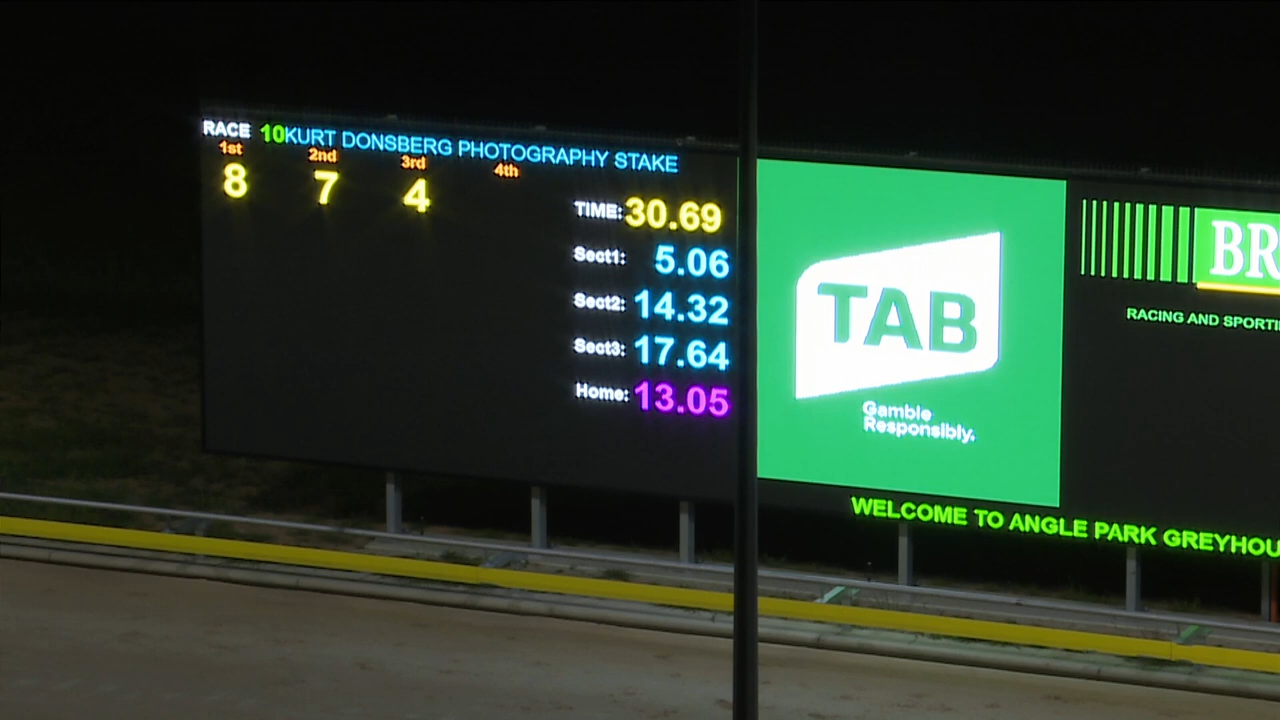 RACE 10KURT DONSBERG PHOTOGRAPHY STAKE
1st 2nd 3rd 4th
8 7 4
TIME: 30.69
Sect1: 5.06
Sect2: 14.32
Sect3: 17.64
Home: 13.05
TAB
Gamble
Responsibly.
BR
RACING AND SPORTI
WELCOME TO ANGLE PARK GREYHOU